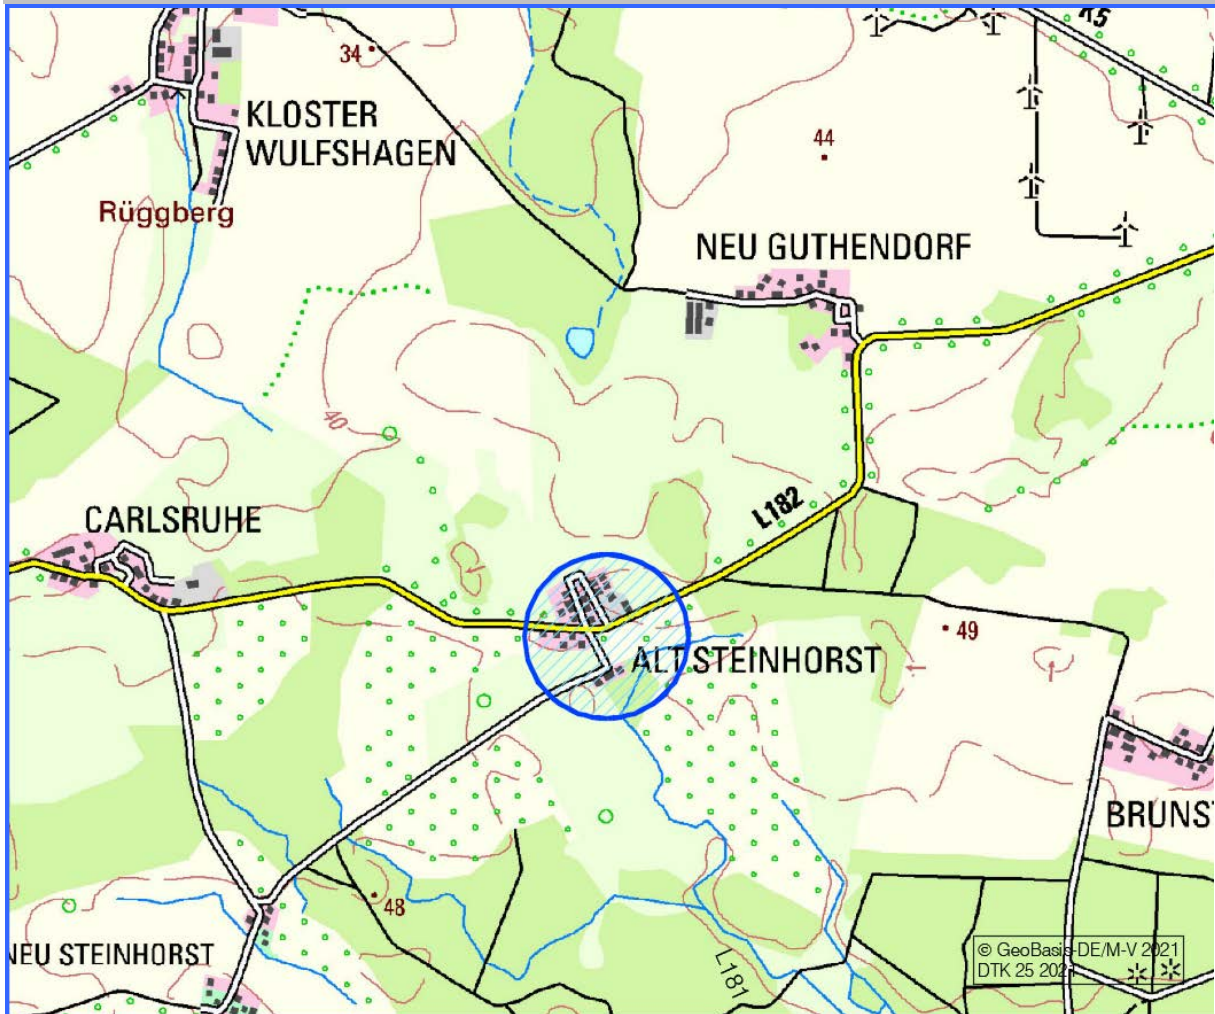 K5
34
KLOSTER
WULFSHAGEN
44
Rüggberg
NEU GUTHENDORF
40
L182
CARLSRUHE
49
ALT STEINHORST
BRUNST
48
NEU STEINHORST
L181
© GeoBasis-DE/M-V 2021
DTK 25 2021